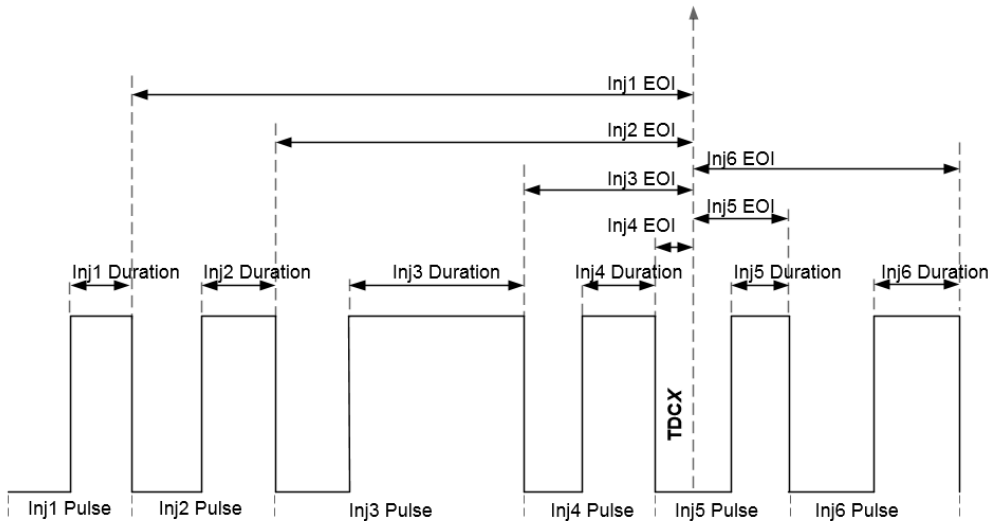 Inj1 EOI
Inj2 EOI
Inj6 EOI
Inj3 EOI
Inj5 EOI
Inj4 EOI
Inj1 Duration
Inj2 Duration
Inj3 Duration
Inj4 Duration
Inj5 Duration
Inj6 Duration
TDCX
Inj1 Pulse
Inj2 Pulse
Inj3 Pulse
Inj4 Pulse
Inj5 Pulse
Inj6 Pulse